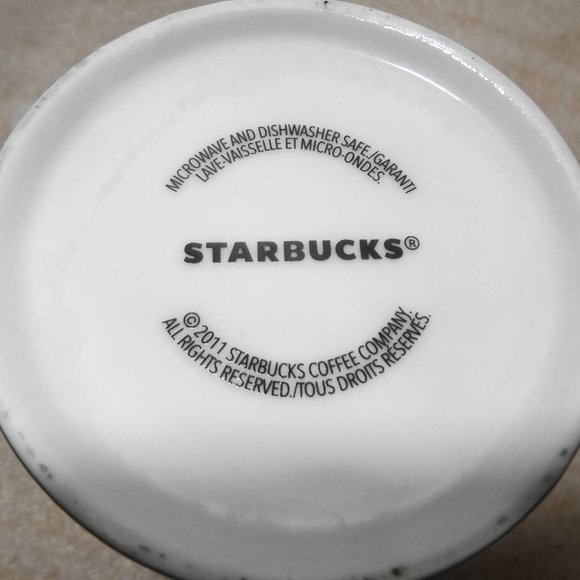 MICROWAVE AND DISHWASHER SAFE./GARANTI
LAVE-VAISSELLE ET MICRO-ONDES.
STARBUCKS®
© 2011 STARBUCKS COFFEE COMPANY.
ALL RIGHTS RESERVED./TOUS DROITS RÉSERVÉS.